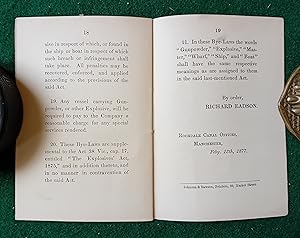 18
also in respect of which, or found in
the ship or boat in respect of which
such breach or infringement shall
take place. All penalties may be
recovered, enforced, and applied
according to the provisions of the
said Act.
19. Any vessel carrying Gun-
powder, or other Explosive, will be
required to pay to the Company a
reasonable charge for any special
services rendered.
20. These Bye-Laws are supple-
mental to the Act 38 Vic., cap. 17,
entitled "The Explosives' Act,
1875," and in addition thereto, and
in no manner in contravention of
the said Act.
19
21. In these Bye-Laws the words
"Gunpowder," "Explosive," "Mas-
ter," "Wharf," "Ship," and "Boat"
shall have the same respective
meanings as are assigned to them
in the said last-mentioned Act.
By order,
RICHARD RADSON.
ROCHDALE CANAL OFFICES,
MANCHESTER,
Feby. 15th, 1877.
Market Street